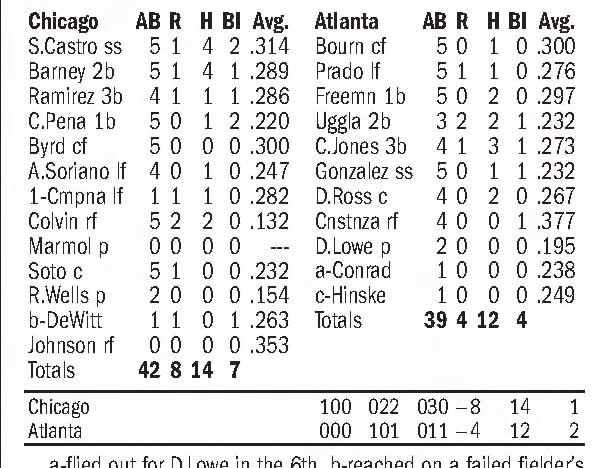 Chicago AB R H BI Avg.
S.Castro ss 5 1 4 2 .314
Barney 2b 5 1 4 1 .289
Ramirez 3b 4 1 1 1 .286
C.Pena 1b 5 0 1 2 .220
Byrd cf 5 0 0 0 .300
A.Soriano lf 4 0 1 0 .247
1-Cmpna lf 1 1 1 0 .282
Colvin rf 5 2 2 0 .132
Marmol p 0 0 0 0 ---
Soto c 5 1 0 0 .232
R.Wells p 2 0 0 0 .154
b-DeWitt 1 1 0 1 .263
Johnson rf 0 0 0 0 .353
Totals 42 8 14 7
Atlanta AB R H BI Avg.
Bourn cf 5 0 1 0 .300
Prado lf 5 1 1 0 .276
Freemn 1b 5 0 2 0 .297
Uggla 2b 3 2 2 1 .232
C.Jones 3b 4 1 3 1 .273
Gonzalez ss 5 0 1 1 .232
D.Ross c 4 0 2 0 .267
Cnstnza rf 4 0 0 1 .377
D.Lowe p 2 0 0 0 .195
a-Conrad 1 0 0 0 .238
c-Hinske 1 0 0 0 .249
Totals 39 4 12 4
Chicago 100 022 030 –8 14 1
Atlanta 000 101 011 –4 12 2
a-flied out for D.Lowe in the 6th. b-reached on a failed fielder's